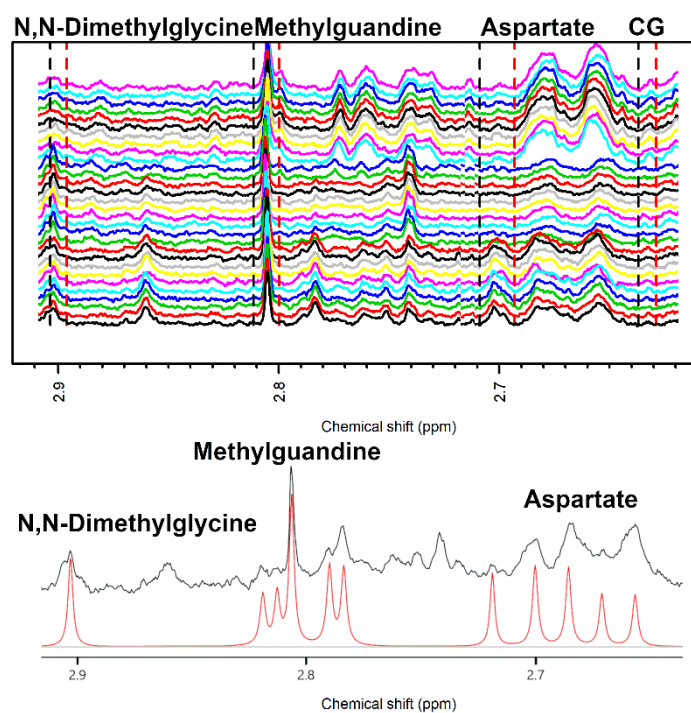 N,N-Dimethylglycine Methylguandine Aspartate CG
2.9 2.8 2.7
Chemical shift (ppm)
Methylguandine
N,N-Dimethylglycine Aspartate
2.9 2.8 2.7
Chemical shift (ppm)